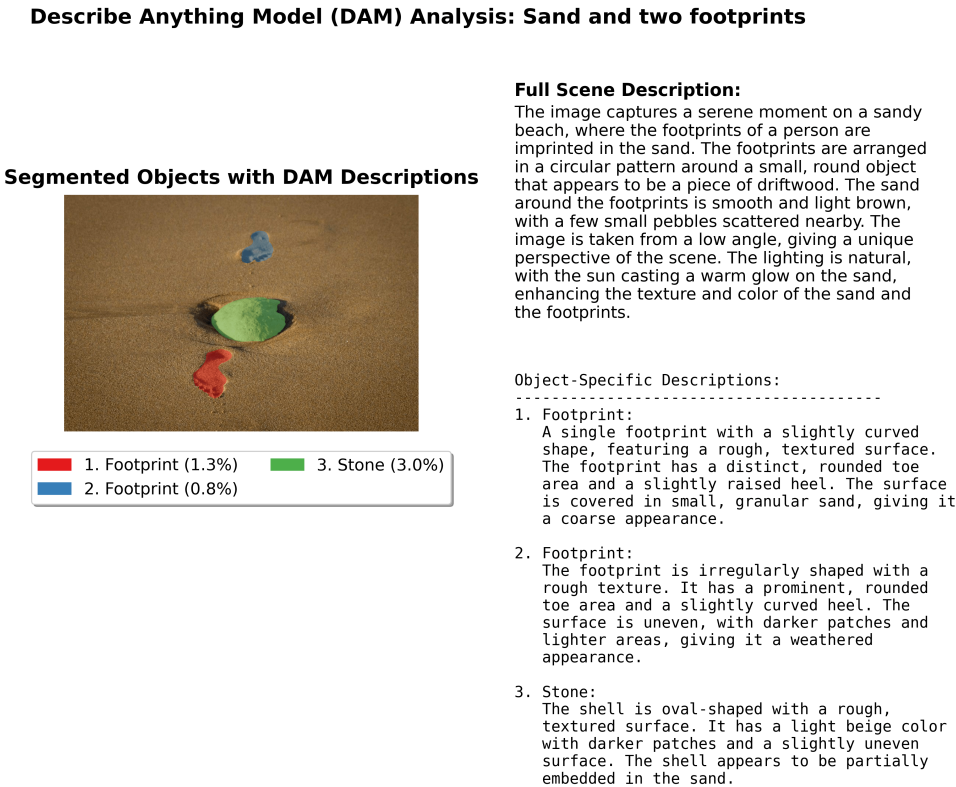 Describe Anything Model (DAM) Analysis: Sand and two footprints
Segmented Objects with DAM Descriptions
1. Footprint (1.3%)
2. Footprint (0.8%)
3. Stone (3.0%)
Full Scene Description:
The image captures a serene moment on a sandy
beach, where the footprints of a person are
imprinted in the sand. The footprints are arranged
in a circular pattern around a small, round object
that appears to be a piece of driftwood. The sand
around the footprints is smooth and light brown,
with a few small pebbles scattered nearby. The
image is taken from a low angle, giving a unique
perspective of the scene. The lighting is natural,
with the sun casting a warm glow on the sand,
enhancing the texture and color of the sand and
the footprints.
Object-Specific Descriptions:
----------------------------------------
1. Footprint:
A single footprint with a slightly curved
shape, featuring a rough, textured surface.
The footprint has a distinct, rounded toe
area and a slightly raised heel. The surface
is covered in small, granular sand, giving it
a coarse appearance.
2. Footprint:
The footprint is irregularly shaped with a
rough texture. It has a prominent, rounded
toe area and a slightly curved heel. The
surface is uneven, with darker patches and
lighter areas, giving it a weathered
appearance.
3. Stone:
The shell is oval-shaped with a rough,
textured surface. It has a light beige color
with darker patches and a slightly uneven
surface. The shell appears to be partially
embedded in the sand.